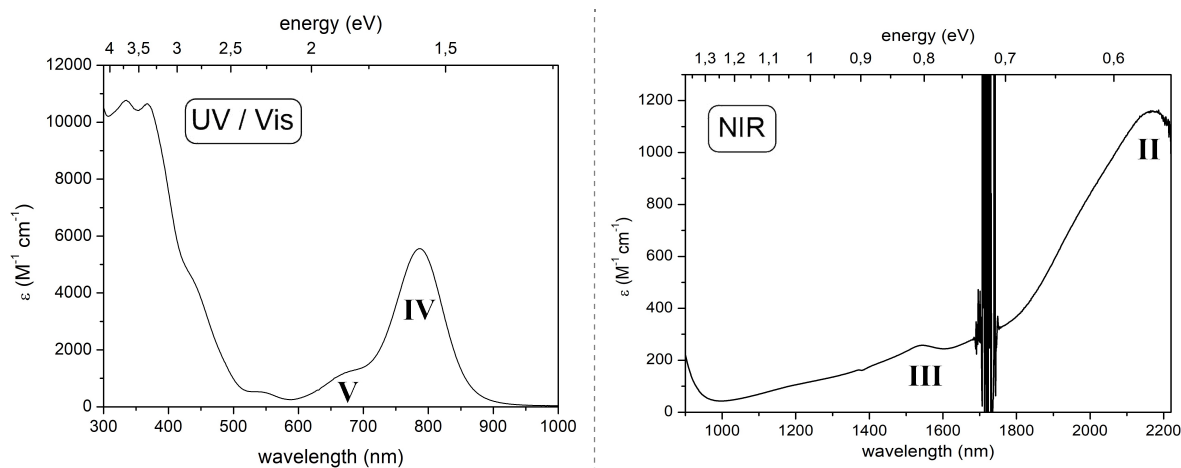 energy (eV)
4 3,5 3 2,5 2 1,5
12000
10000
8000
6000
4000
2000
0
ε (M⁻¹ cm⁻¹)
UV / Vis
IV
V
300 400 500 600 700 800 900 1000
wavelength (nm)
energy (eV)
1,3 1,2 1,1 1 0,9 0,8 0,7 0,6
1200
1000
800
600
400
200
0
ε (M⁻¹ cm⁻¹)
NIR
II
III
1000 1200 1400 1600 1800 2000 2200
wavelength (nm)